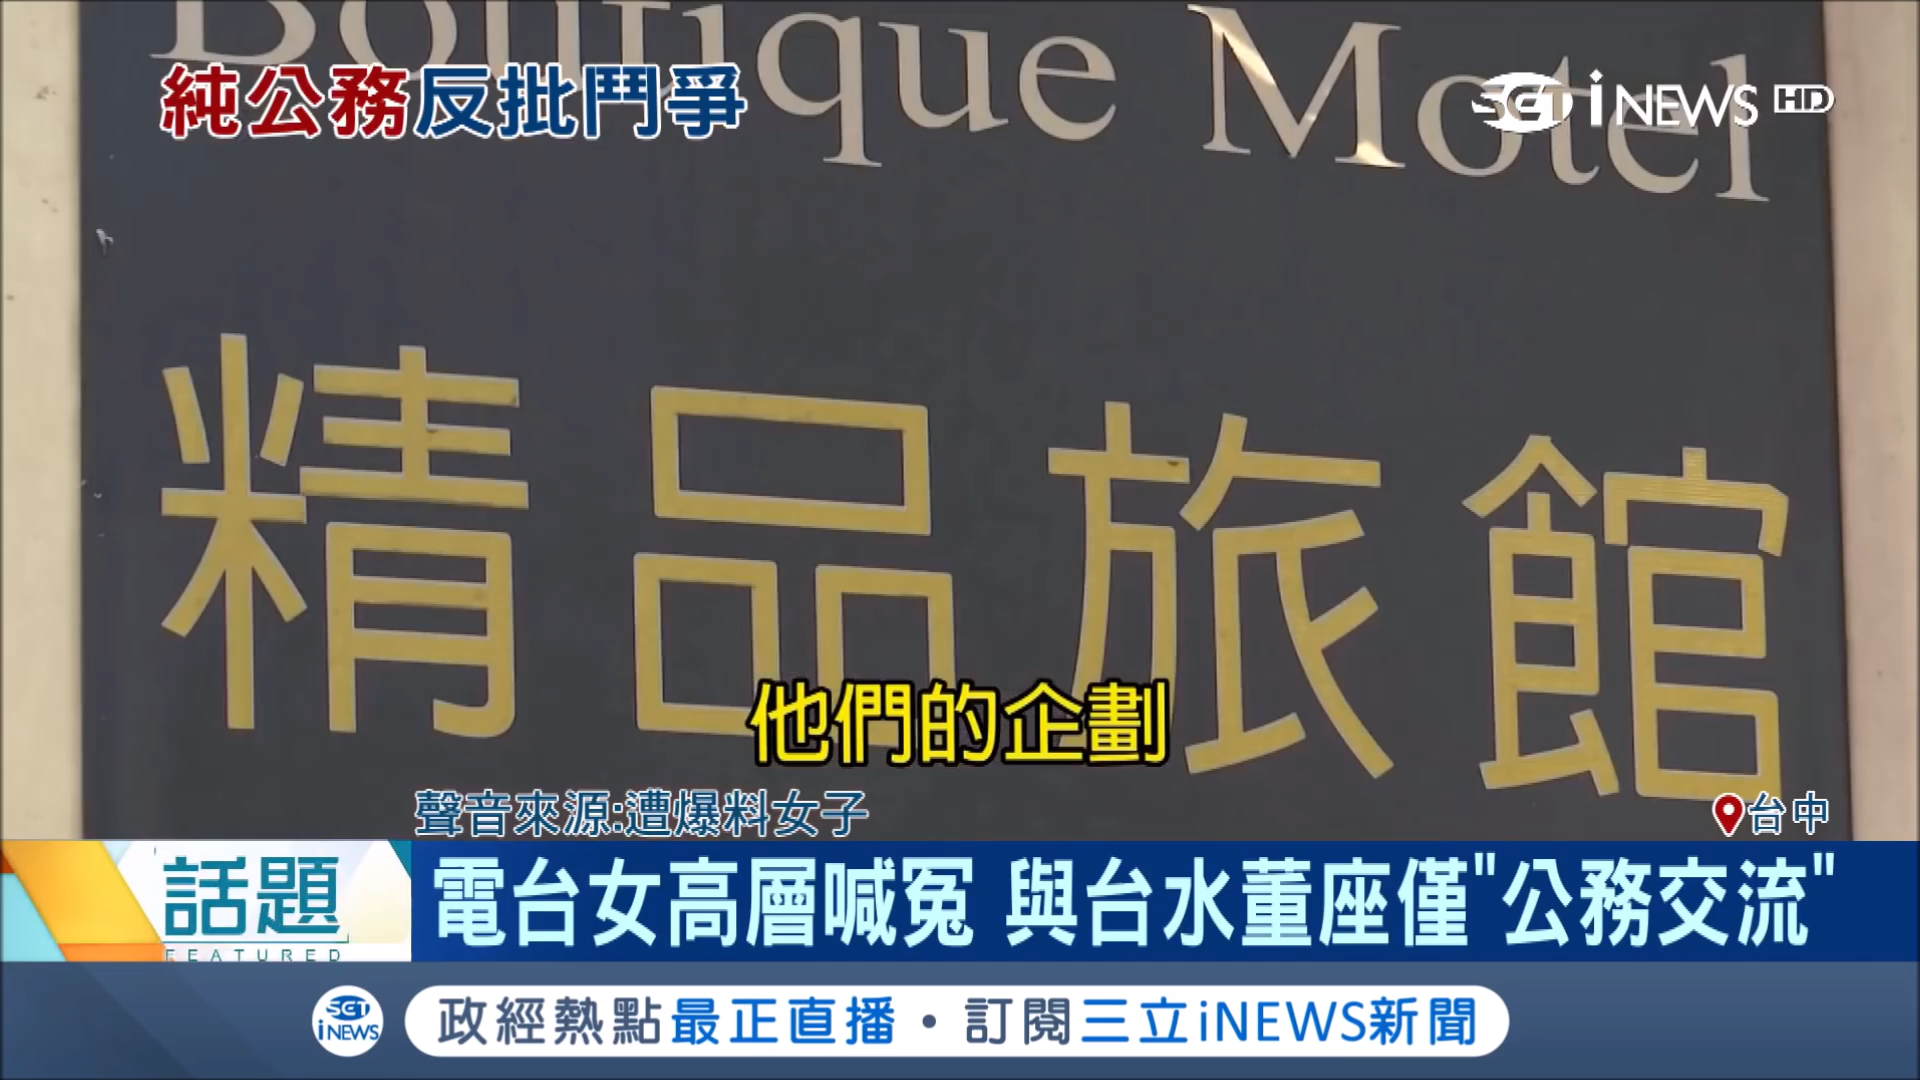 Boutique Motel
純公務反批鬥爭
SET iNEWS HD
精品旅館
他們的企劃
聲音來源:遭爆料女子
台中
話題
FEATURED
電台女高層喊冤 與台水董座僅"公務交流"
SET iNEWS
政經熱點最正直播・訂閱三立iNEWS新聞